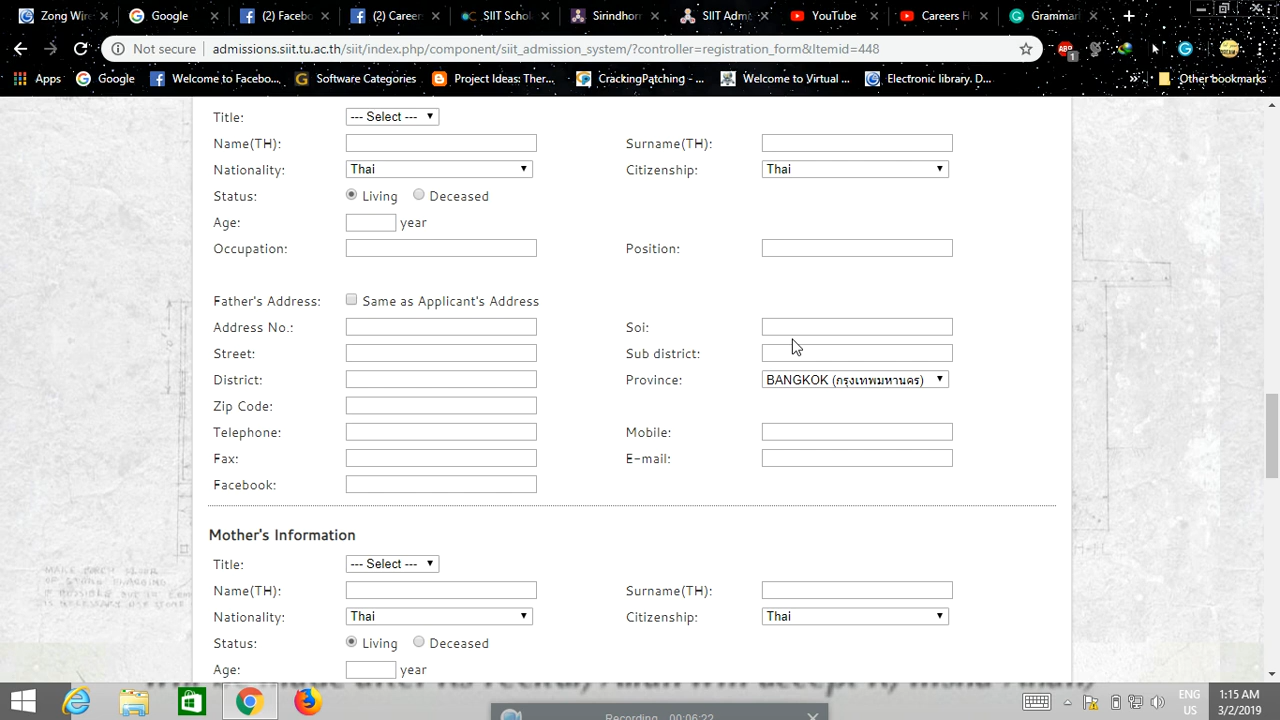 Zong Wire
Google
(2) Facebo
(2) Career
SIIT Schol
Sirindhor
SIIT Adm
YouTube
Careers H
Grammarl
Not secure
admissions.siit.tu.ac.th/siit/index.php/component/siit_admission_system/?controller=registration_form&Itemid=448
1
Apps
Google
Welcome to Facebo...
Software Categories
Project Ideas: Ther...
CrackingPatching - ...
Welcome to Virtual ...
Electronic library. D...
Other bookmarks
Title: --- Select ---
Name(TH): Surname(TH):
Nationality: Thai Citizenship: Thai
Status: Living Deceased
Age: year
Occupation: Position:
Father's Address: Same as Applicant's Address
Address No.: Soi:
Street: Sub district:
District: Province: BANGKOK (กรุงเทพมหานคร)
Zip Code:
Telephone: Mobile:
Fax: E-mail:
Facebook:
Mother's Information
Title: --- Select ---
Name(TH): Surname(TH):
Nationality: Thai Citizenship: Thai
Status: Living Deceased
Age: year
Recording 00:06:22
ENG
US
1:15 AM
3/2/2019